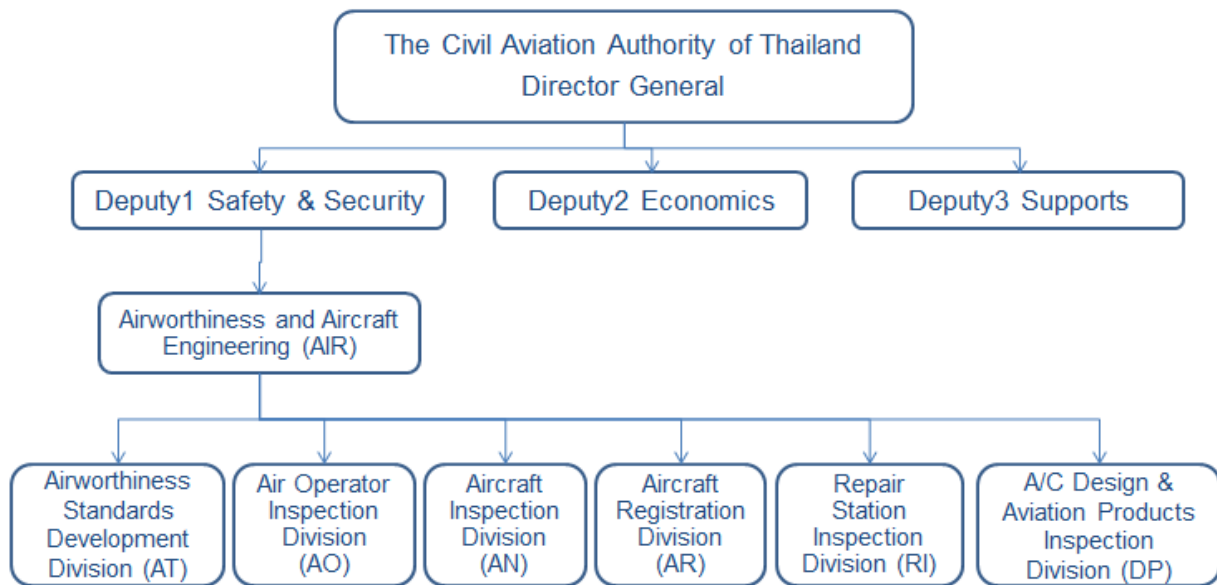 The Civil Aviation Authority of Thailand
Director General
Deputy1 Safety & Security
Deputy2 Economics
Deputy3 Supports
Airworthiness and Aircraft
Engineering (AIR)
Airworthiness
Standards
Development
Division (AT)
Air Operator
Inspection
Division
(AO)
Aircraft
Inspection
Division
(AN)
Aircraft
Registration
Division
(AR)
Repair
Station
Inspection
Division (RI)
A/C Design &
Aviation Products
Inspection
Division (DP)